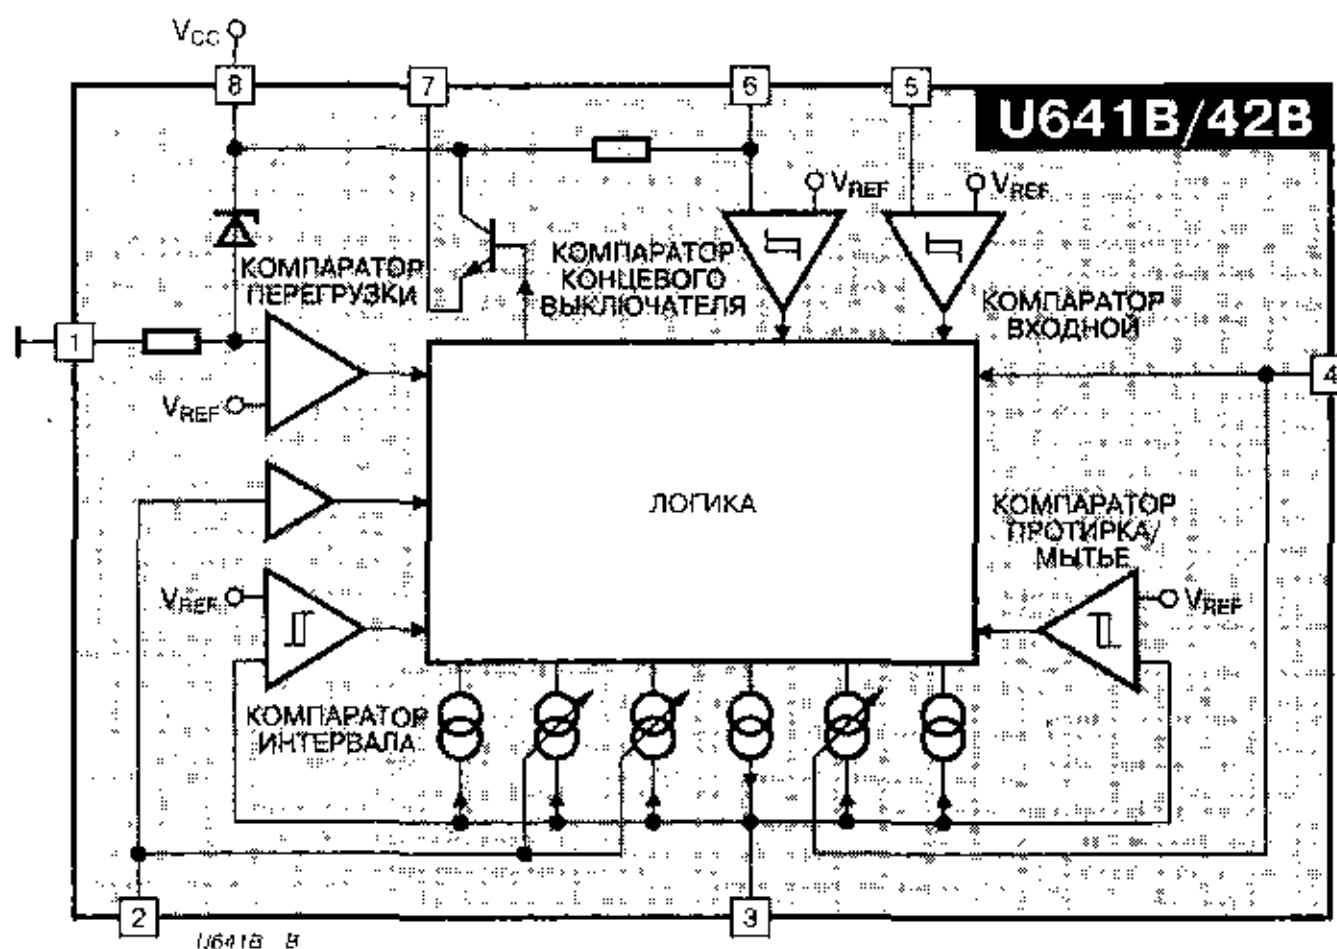 VCC
8
7
6
5
U641B/42B
VREF
VREF
КОМПАРАТОР
ПЕРЕГРУЗКИ
КОМПАРАТОР
КОНЦЕВОГО
ВЫКЛЮЧАТЕЛЯ
КОМПАРАТОР
ВХОДНОЙ
1
4
VREF
ЛОГИКА
КОМПАРАТОР
ПРОТИРКА/
МЫТЬЕ
VREF
VREF
КОМПАРАТОР
ИНТЕРВАЛА
2
3
U641B B